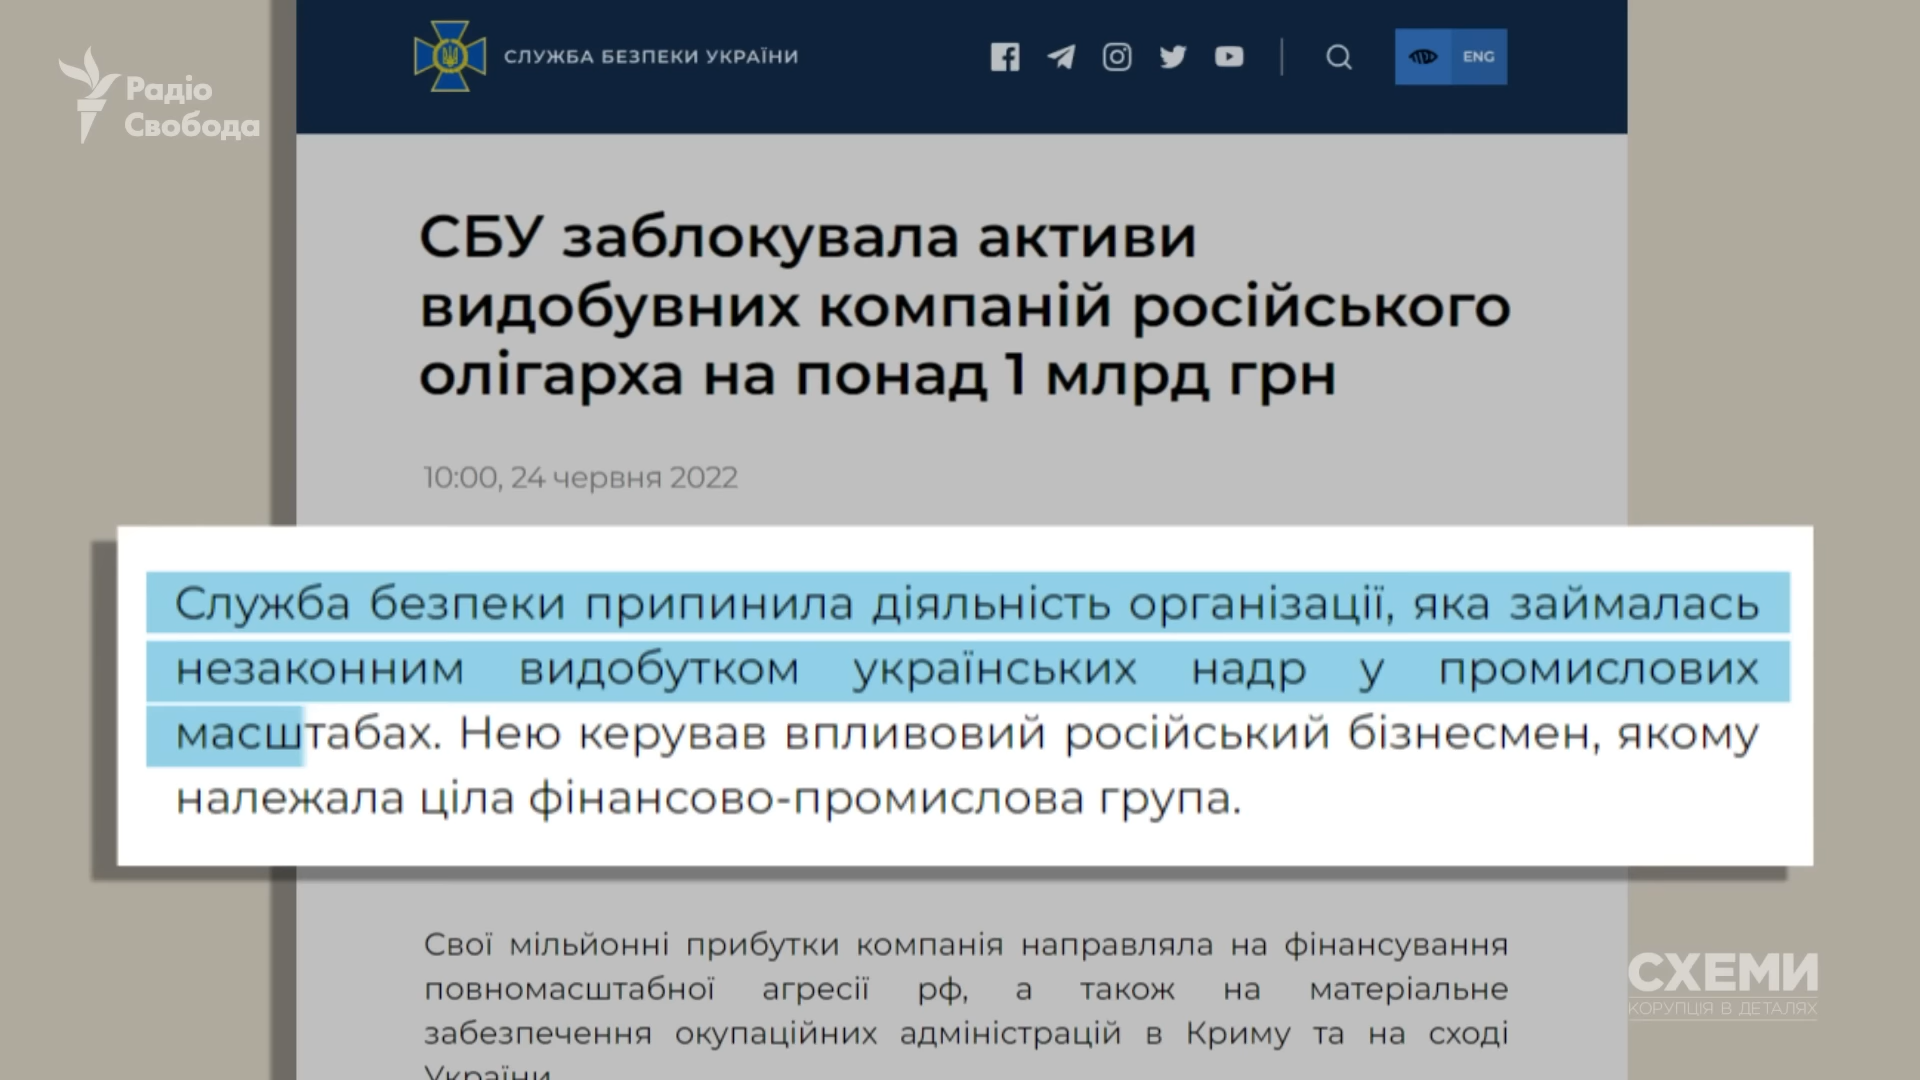 Радіо
Свобода
СЛУЖБА БЕЗПЕКИ УКРАЇНИ
ENG
СБУ заблокувала активи
видобувних компаній російського
олігарха на понад 1 млрд грн
10:00, 24 червня 2022
Служба безпеки припинила діяльність організації, яка займалась
незаконним видобутком українських надр у промислових
масштабах. Нею керував впливовий російський бізнесмен, якому
належала ціла фінансово-промислова група.
Свої мільйонні прибутки компанія направляла на фінансування
повномасштабної агресії рф, а також на матеріальне
забезпечення окупаційних адміністрацій в Криму та на сході
України.
СХЕМИ
КОРУПЦІЯ В ДЕТАЛЯХ